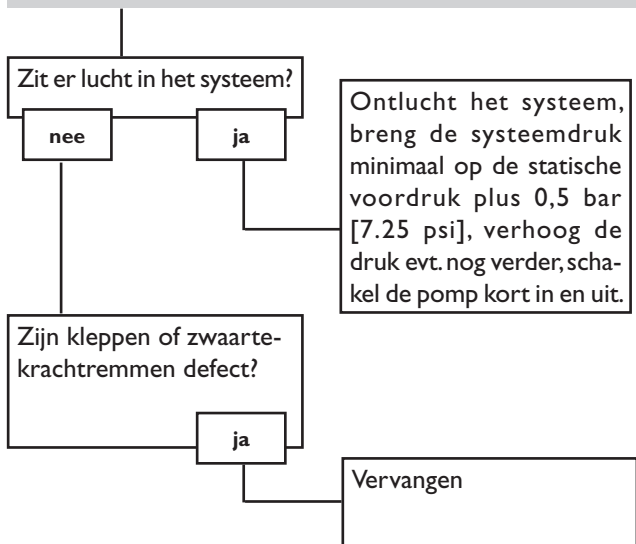 Zit er lucht in het systeem?
nee
ja
Ontlucht het systeem,
breng de systeemdruk
minimaal op de statische
voordruk plus 0,5 bar
[7.25 psi], verhoog de
druk evt. nog verder, scha-
kel de pomp kort in en uit.
Zijn kleppen of zwaarte-
krachtremmen defect?
ja
Vervangen